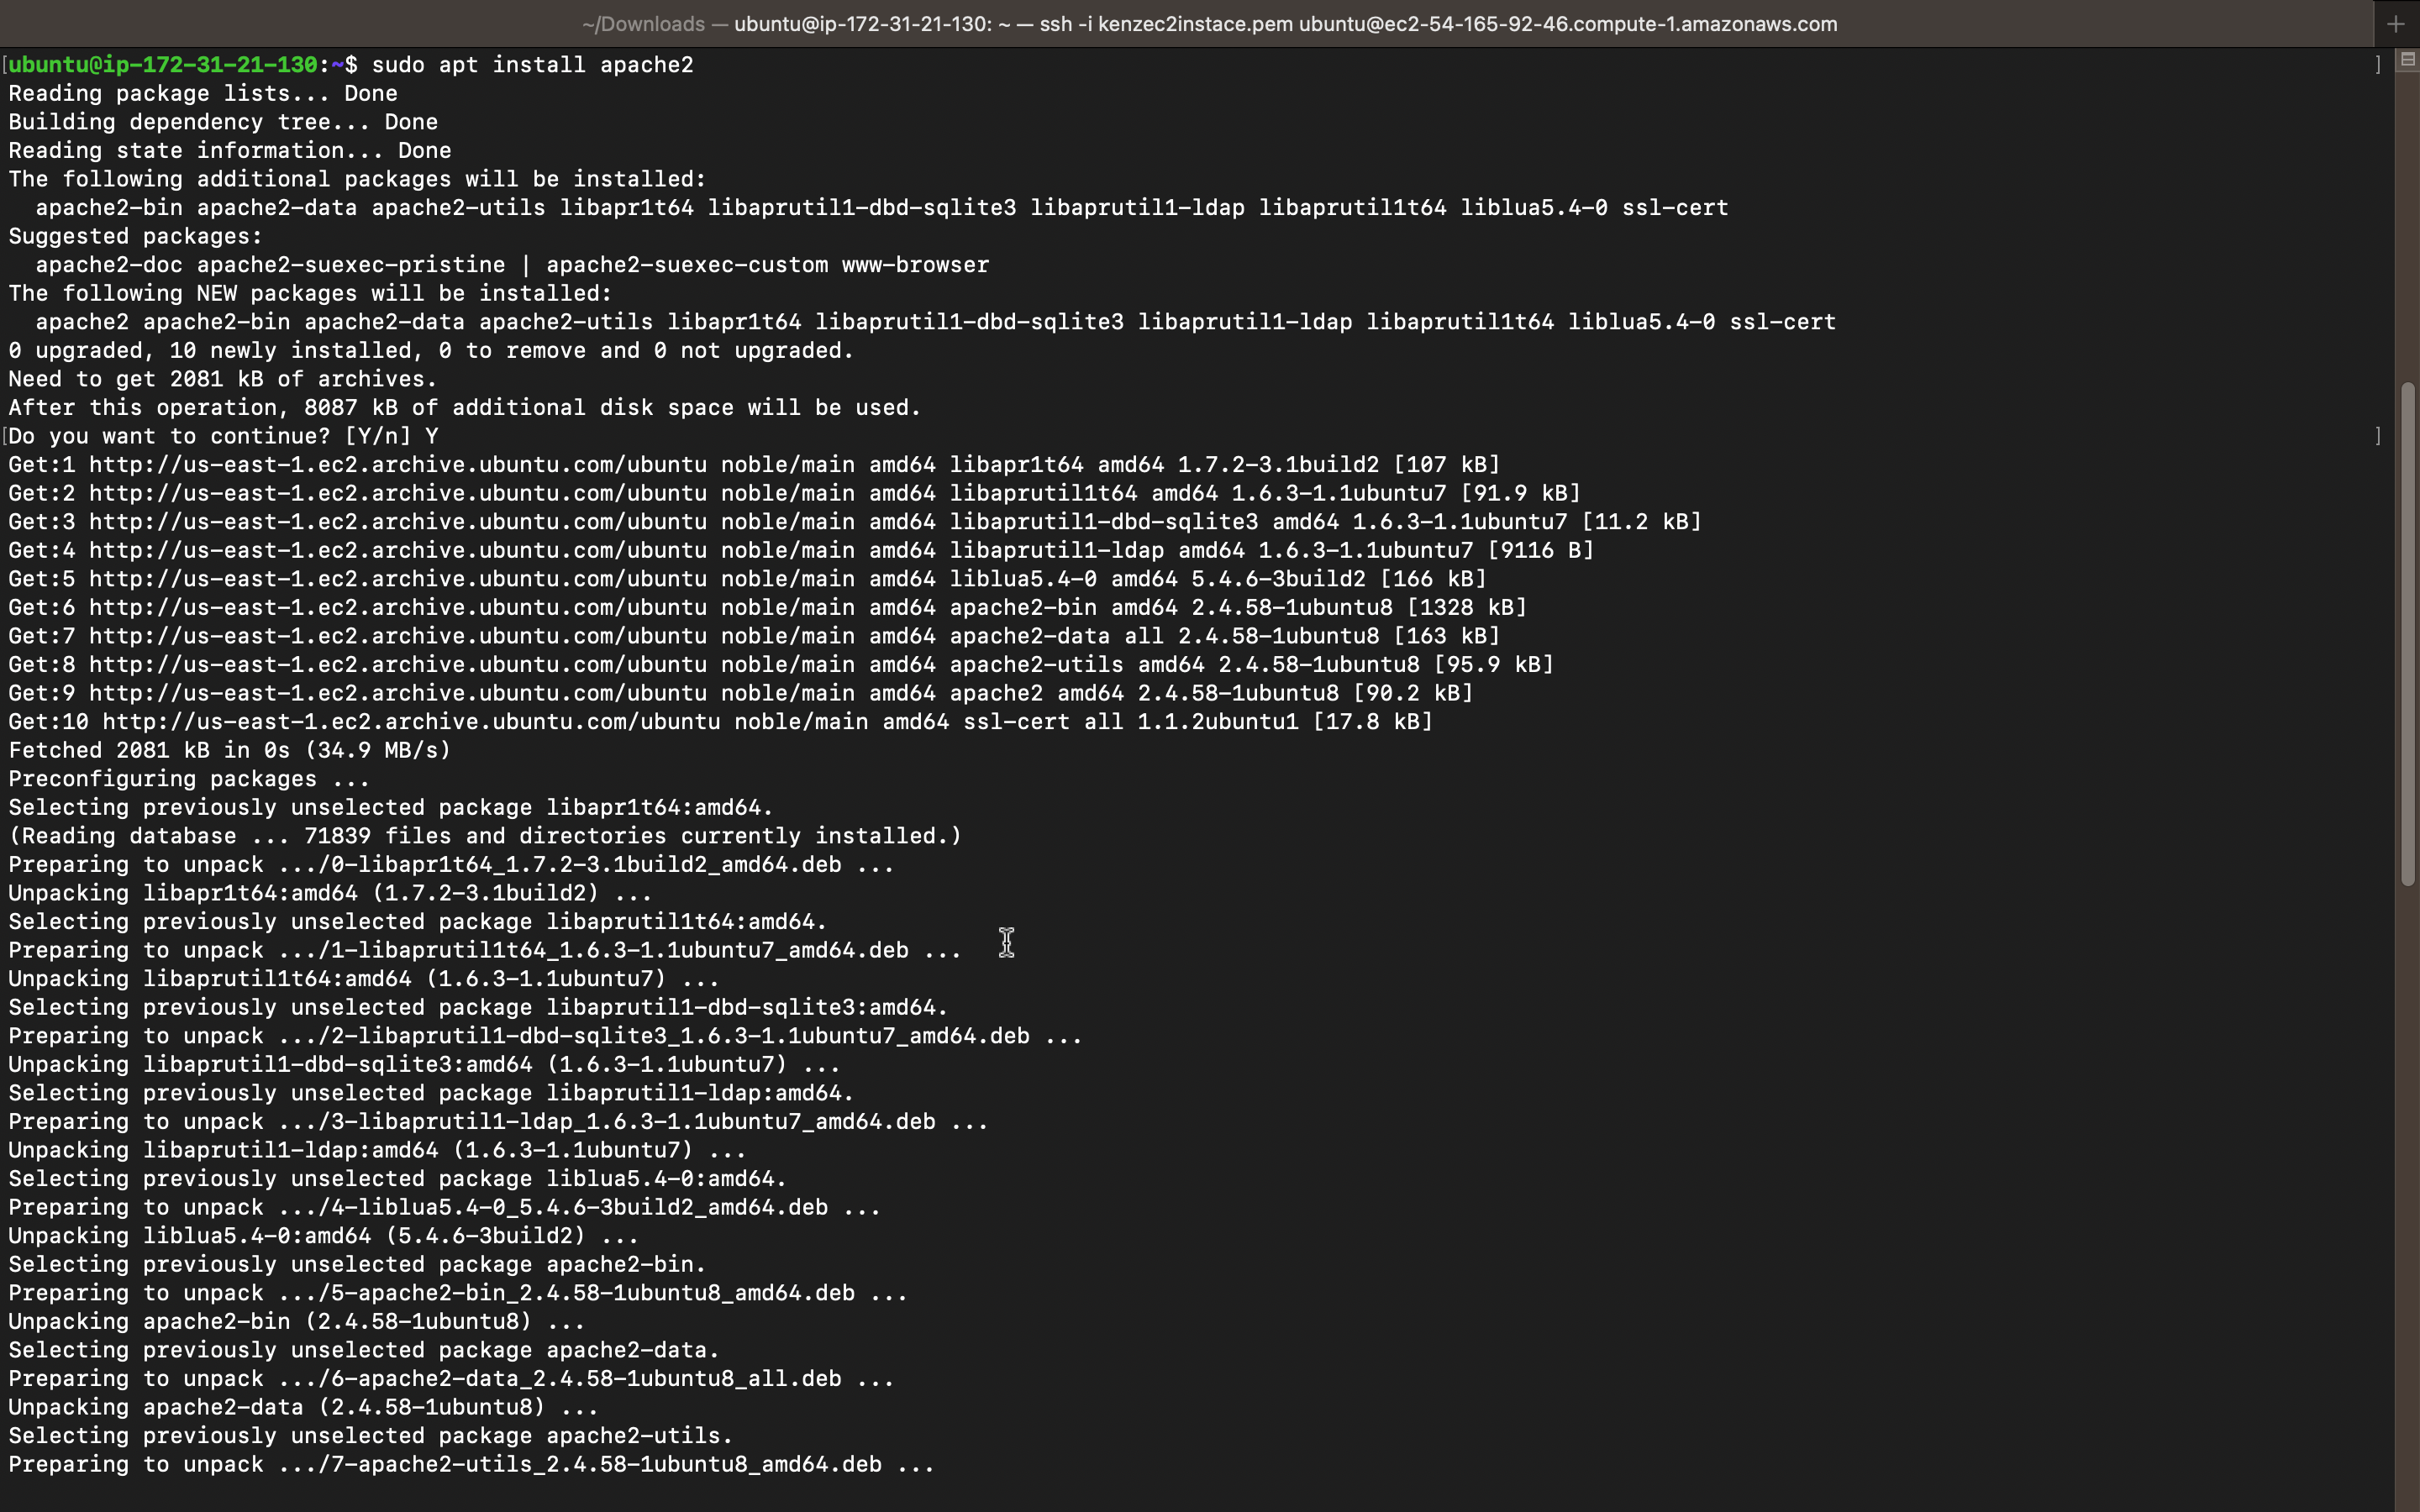 ~/Downloads — ubuntu@ip-172-31-21-130: ~ — ssh -i kenzec2instace.pem ubuntu@ec2-54-165-92-46.compute-1.amazonaws.com
[ubuntu@ip-172-31-21-130:~$ sudo apt install apache2 ]
Reading package lists... Done
Building dependency tree... Done
Reading state information... Done
The following additional packages will be installed:
  apache2-bin apache2-data apache2-utils libapr1t64 libaprutil1-dbd-sqlite3 libaprutil1-ldap libaprutil1t64 liblua5.4-0 ssl-cert
Suggested packages:
  apache2-doc apache2-suexec-pristine | apache2-suexec-custom www-browser
The following NEW packages will be installed:
  apache2 apache2-bin apache2-data apache2-utils libapr1t64 libaprutil1-dbd-sqlite3 libaprutil1-ldap libaprutil1t64 liblua5.4-0 ssl-cert
0 upgraded, 10 newly installed, 0 to remove and 0 not upgraded.
Need to get 2081 kB of archives.
After this operation, 8087 kB of additional disk space will be used.
[Do you want to continue? [Y/n] Y ]
Get:1 http://us-east-1.ec2.archive.ubuntu.com/ubuntu noble/main amd64 libapr1t64 amd64 1.7.2-3.1build2 [107 kB]
Get:2 http://us-east-1.ec2.archive.ubuntu.com/ubuntu noble/main amd64 libaprutil1t64 amd64 1.6.3-1.1ubuntu7 [91.9 kB]
Get:3 http://us-east-1.ec2.archive.ubuntu.com/ubuntu noble/main amd64 libaprutil1-dbd-sqlite3 amd64 1.6.3-1.1ubuntu7 [11.2 kB]
Get:4 http://us-east-1.ec2.archive.ubuntu.com/ubuntu noble/main amd64 libaprutil1-ldap amd64 1.6.3-1.1ubuntu7 [9116 B]
Get:5 http://us-east-1.ec2.archive.ubuntu.com/ubuntu noble/main amd64 liblua5.4-0 amd64 5.4.6-3build2 [166 kB]
Get:6 http://us-east-1.ec2.archive.ubuntu.com/ubuntu noble/main amd64 apache2-bin amd64 2.4.58-1ubuntu8 [1328 kB]
Get:7 http://us-east-1.ec2.archive.ubuntu.com/ubuntu noble/main amd64 apache2-data all 2.4.58-1ubuntu8 [163 kB]
Get:8 http://us-east-1.ec2.archive.ubuntu.com/ubuntu noble/main amd64 apache2-utils amd64 2.4.58-1ubuntu8 [95.9 kB]
Get:9 http://us-east-1.ec2.archive.ubuntu.com/ubuntu noble/main amd64 apache2 amd64 2.4.58-1ubuntu8 [90.2 kB]
Get:10 http://us-east-1.ec2.archive.ubuntu.com/ubuntu noble/main amd64 ssl-cert all 1.1.2ubuntu1 [17.8 kB]
Fetched 2081 kB in 0s (34.9 MB/s)
Preconfiguring packages ...
Selecting previously unselected package libapr1t64:amd64.
(Reading database ... 71839 files and directories currently installed.)
Preparing to unpack .../0-libapr1t64_1.7.2-3.1build2_amd64.deb ...
Unpacking libapr1t64:amd64 (1.7.2-3.1build2) ...
Selecting previously unselected package libaprutil1t64:amd64.
Preparing to unpack .../1-libaprutil1t64_1.6.3-1.1ubuntu7_amd64.deb ...
Unpacking libaprutil1t64:amd64 (1.6.3-1.1ubuntu7) ...
Selecting previously unselected package libaprutil1-dbd-sqlite3:amd64.
Preparing to unpack .../2-libaprutil1-dbd-sqlite3_1.6.3-1.1ubuntu7_amd64.deb ...
Unpacking libaprutil1-dbd-sqlite3:amd64 (1.6.3-1.1ubuntu7) ...
Selecting previously unselected package libaprutil1-ldap:amd64.
Preparing to unpack .../3-libaprutil1-ldap_1.6.3-1.1ubuntu7_amd64.deb ...
Unpacking libaprutil1-ldap:amd64 (1.6.3-1.1ubuntu7) ...
Selecting previously unselected package liblua5.4-0:amd64.
Preparing to unpack .../4-liblua5.4-0_5.4.6-3build2_amd64.deb ...
Unpacking liblua5.4-0:amd64 (5.4.6-3build2) ...
Selecting previously unselected package apache2-bin.
Preparing to unpack .../5-apache2-bin_2.4.58-1ubuntu8_amd64.deb ...
Unpacking apache2-bin (2.4.58-1ubuntu8) ...
Selecting previously unselected package apache2-data.
Preparing to unpack .../6-apache2-data_2.4.58-1ubuntu8_all.deb ...
Unpacking apache2-data (2.4.58-1ubuntu8) ...
Selecting previously unselected package apache2-utils.
Preparing to unpack .../7-apache2-utils_2.4.58-1ubuntu8_amd64.deb ...